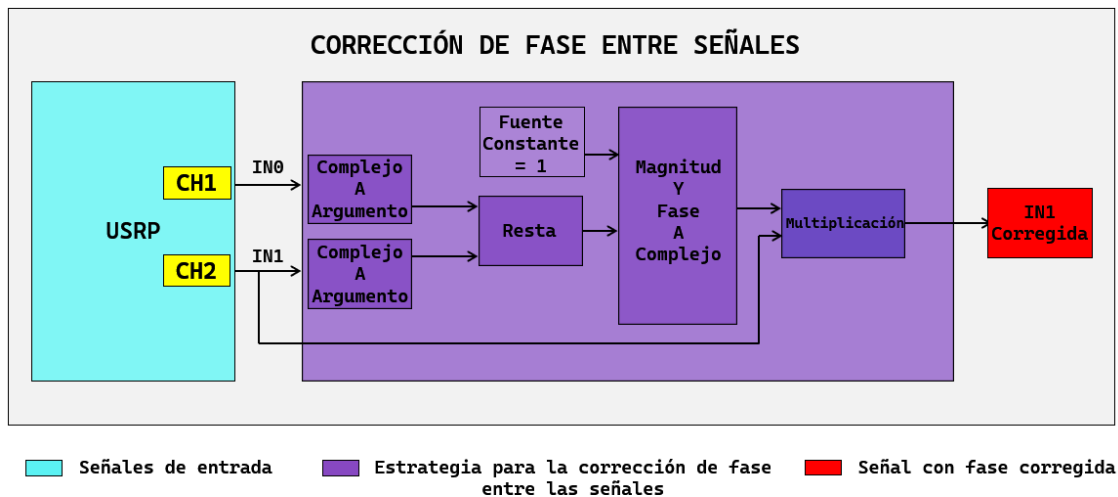 CORRECCIÓN DE FASE ENTRE SEÑALES
USRP
CH1
CH2
IN0
IN1
Complejo
A
Argumento
Complejo
A
Argumento
Fuente
Constante
= 1
Resta
Magnitud
Y
Fase
A
Complejo
Multiplicación
IN1
Corregida
Señales de entrada
Estrategia para la corrección de fase
entre las señales
Señal con fase corregida